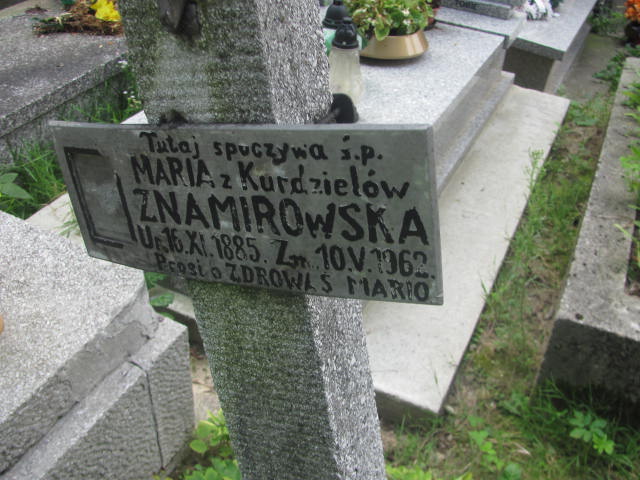 Tutaj spoczywa ś.p.
MARIA z Kurdzielów
ZNAMIROWSKA
Ur. 16.XI.1885. Zm. 10.V.1962.
Prosi o ZDROWAŚ MARIO